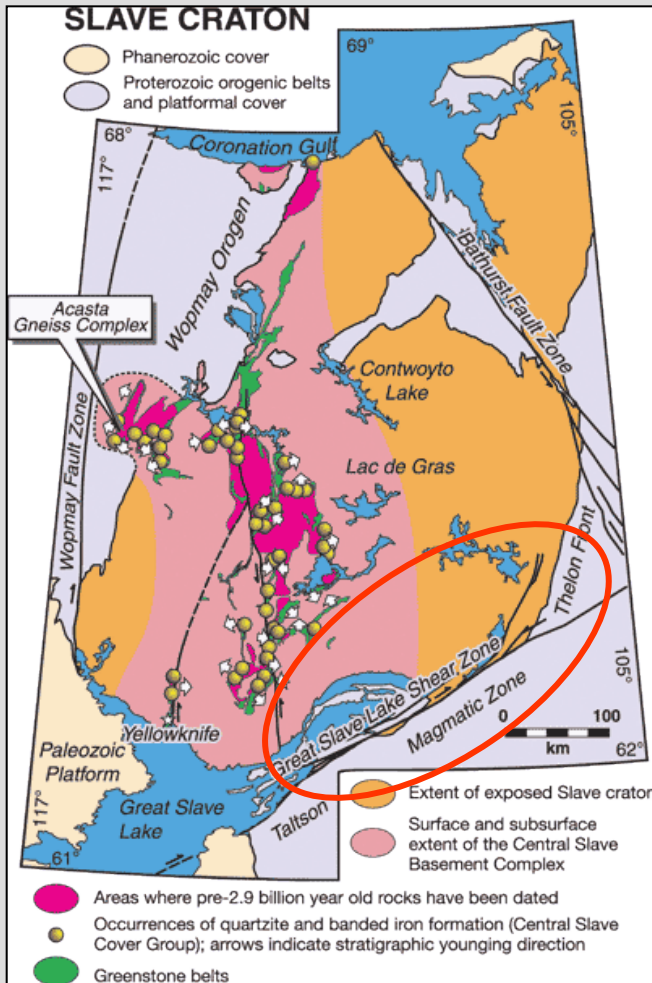 SLAVE CRATON
Phanerozoic cover
Proterozoic orogenic belts
and platformal cover
69°
105°
68°
117°
Coronation Gulf
Wopmay Orogen
Bathurst Fault Zone
Acasta
Gneiss Complex
Contwoyto
Lake
Wopmay Fault Zone
Lac de Gras
Thelon Front
105°
Great Slave Lake Shear Zone
Magmatic Zone
0 100
km
62°
Yellowknife
Paleozoic
Platform
117°
Great Slave
Lake
Taltson
61°
Extent of exposed Slave craton
Surface and subsurface
extent of the Central Slave
Basement Complex
Areas where pre-2.9 billion year old rocks have been dated
Occurrences of quartzite and banded iron formation (Central Slave
Cover Group); arrows indicate stratigraphic younging direction
Greenstone belts